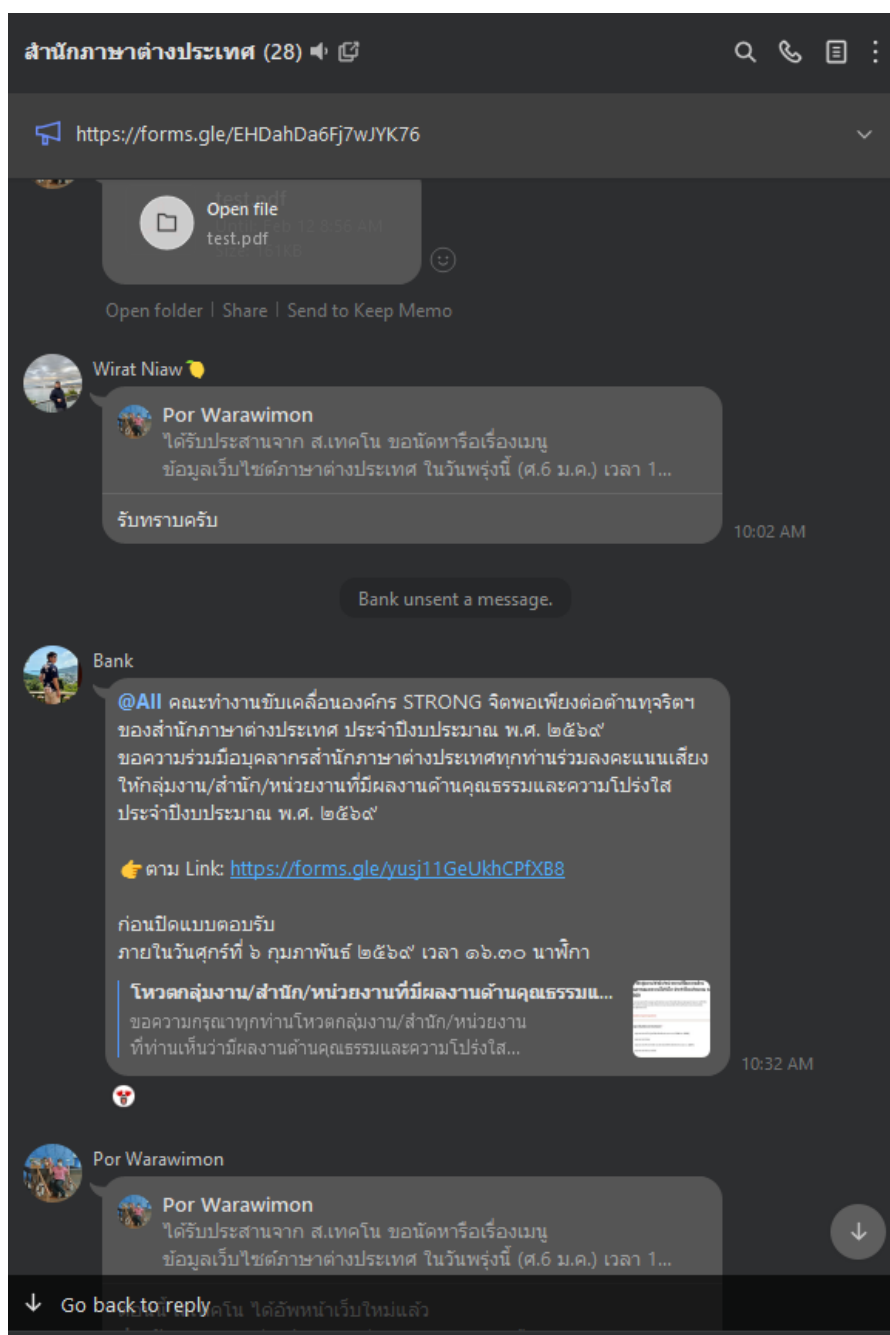 สำนักภาษาต่างประเทศ (28)
https://forms.gle/EHDahDa6Fj7wJYK76
test.pdf
Open file
Until: Feb 12 8:56 AM
test.pdf
Size: 161KB
Open folder | Share | Send to Keep Memo
Wirat Niaw🍋
Por Warawimon
ได้รับประสานจาก ส.เทคโน ขอนัดหารือเรื่องเมนู
ข้อมูลเว็บไซต์ภาษาต่างประเทศ ในวันพรุ่งนี้ (ศ.6 ม.ค.) เวลา 1...
รับทราบครับ
10:02 AM
Bank unsent a message.
Bank
@All คณะทำงานขับเคลื่อนองค์กร STRONG จิตพอเพียงต่อต้านทุจริตฯ
ของสำนักภาษาต่างประเทศ ประจำปีงบประมาณ พ.ศ. ๒๕๖๙
ขอความร่วมมือบุคลากรสำนักภาษาต่างประเทศทุกท่านร่วมลงคะแนนเสียง
ให้กลุ่มงาน/สำนัก/หน่วยงานที่มีผลงานด้านคุณธรรมและความโปร่งใส
ประจำปีงบประมาณ พ.ศ. ๒๕๖๙
👉ตาม Link: https://forms.gle/yusj11GeUkhCPfXB8
ก่อนปิดแบบตอบรับ
ภายในวันศุกร์ที่ ๖ กุมภาพันธ์ ๒๕๖๙ เวลา ๑๖.๓๐ นาฬิกา
โหวตกลุ่มงาน/สำนัก/หน่วยงานที่มีผลงานด้านคุณธรรมแ...
ขอความกรุณาทุกท่านโหวตกลุ่มงาน/สำนัก/หน่วยงาน
ที่ท่านเห็นว่ามีผลงานด้านคุณธรรมและความโปร่งใส...
10:32 AM
Por Warawimon
Por Warawimon
ได้รับประสานจาก ส.เทคโน ขอนัดหารือเรื่องเมนู
ข้อมูลเว็บไซต์ภาษาต่างประเทศ ในวันพรุ่งนี้ (ศ.6 ม.ค.) เวลา 1...
Go back to reply
ได้อัพหน้าเว็บใหม่แล้ว